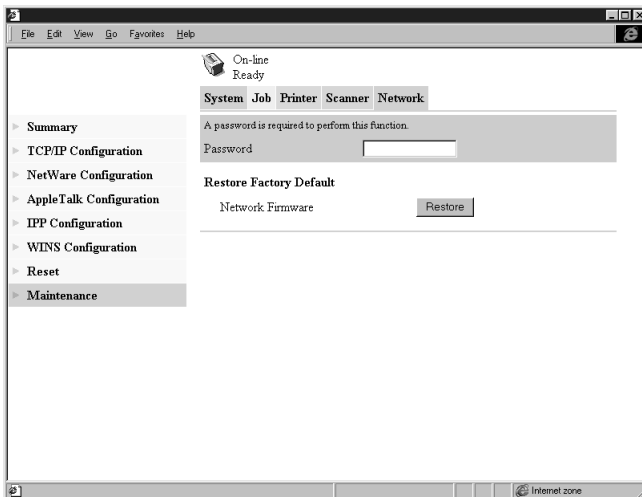 File Edit View Go Favorites Help
On-line
Ready
System Job Printer Scanner Network
Summary
TCP/IP Configuration
NetWare Configuration
AppleTalk Configuration
IPP Configuration
WINS Configuration
Reset
Maintenance
A password is required to perform this function.
Password
Restore Factory Default
Network Firmware Restore
Internet zone